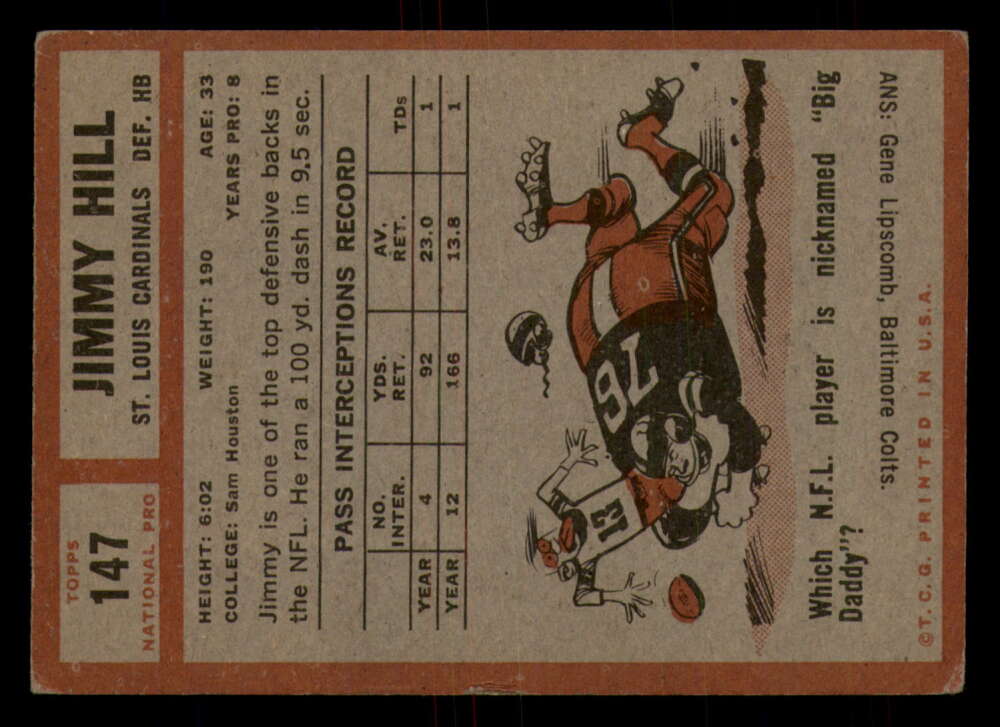 TOPPS
147
NATIONAL PRO
JIMMY HILL
ST. LOUIS CARDINALS DEF. HB
HEIGHT: 6:02 WEIGHT: 190 AGE: 33
COLLEGE: Sam Houston YEARS PRO: 8
Jimmy is one of the top defensive backs in
the NFL. He ran a 100 yd. dash in 9.5 sec.
PASS INTERCEPTIONS RECORD
NO. INTER. YDS. RET. AV. RET. TDs
YEAR 4 92 23.0 1
YEAR 12 166 13.8 1
76
13
Which N.F.L. player is nicknamed "Big
Daddy"?
ANS: Gene Lipscomb, Baltimore Colts.
©T.C.G. PRINTED IN U.S.A.